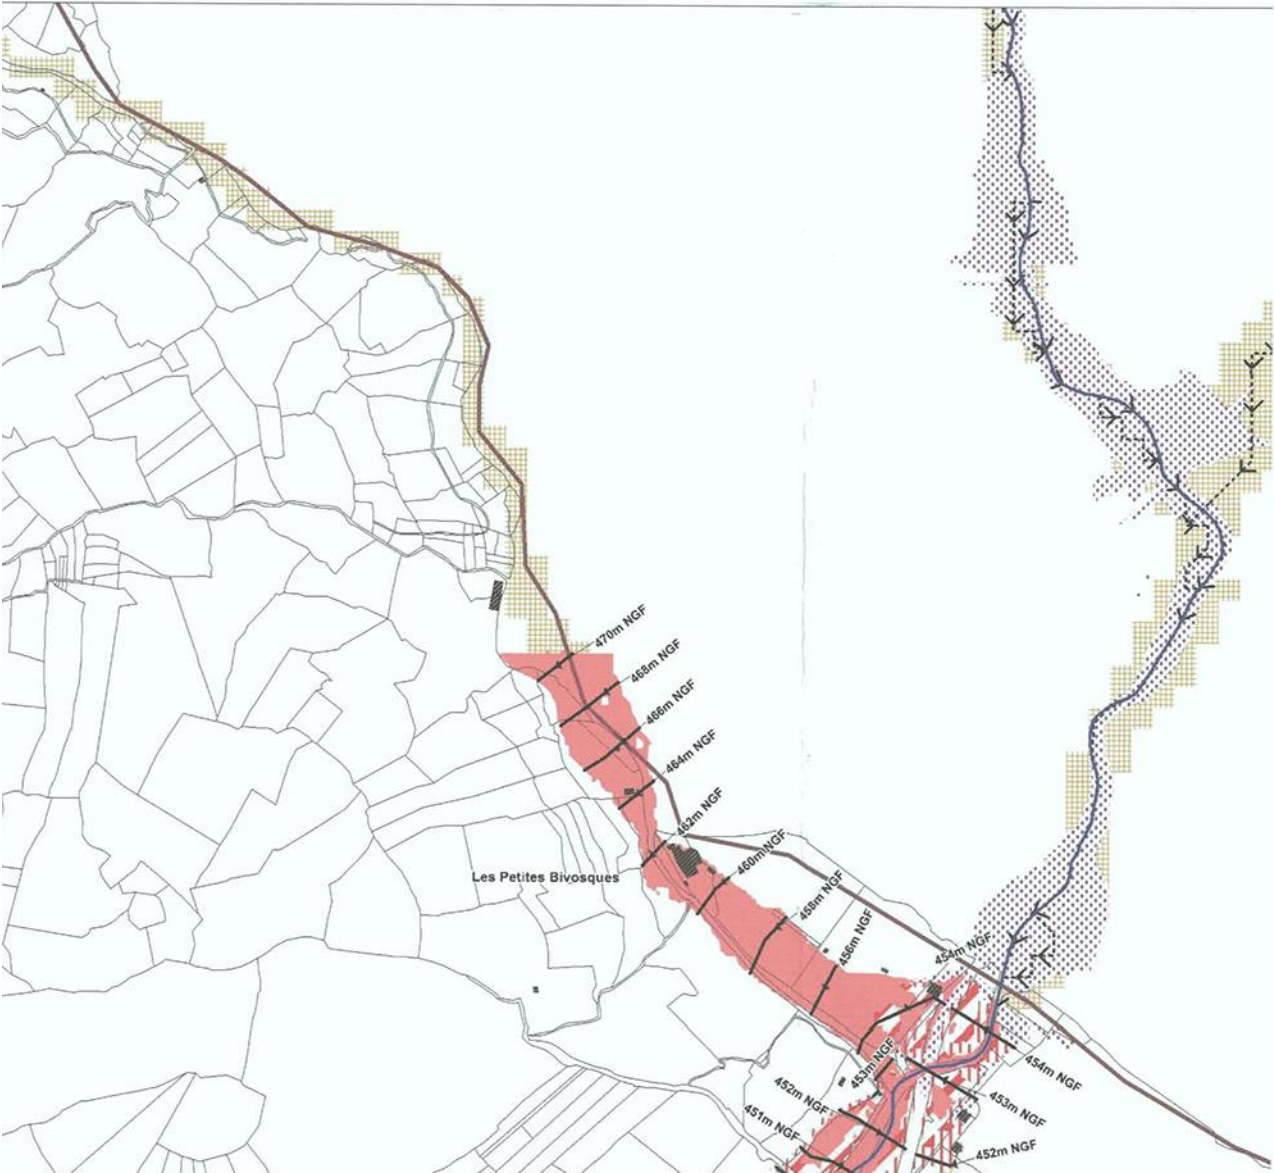 470m NGF
468m NGF
466m NGF
464m NGF
462m NGF
460m NGF
Les Petites Bivosques
458m NGF
456m NGF
454m NGF
453m NGF
454m NGF
452m NGF
453m NGF
451m NGF
452m NGF